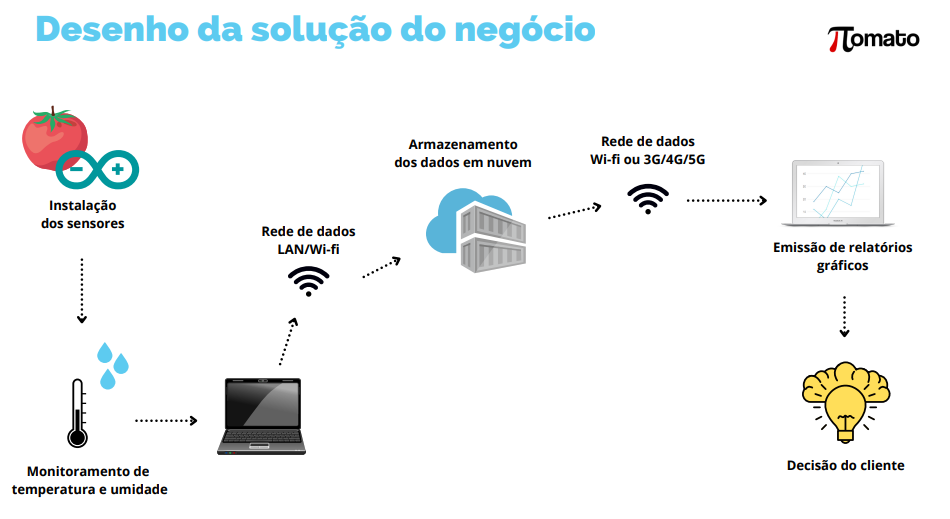 Desenho da solução do negócio
πomato
Instalação
dos sensores
Monitoramento de
temperatura e umidade
Rede de dados
LAN/Wi-fi
Armazenamento
dos dados em nuvem
Rede de dados
Wi-fi ou 3G/4G/5G
Emissão de relatórios
gráficos
Decisão do cliente